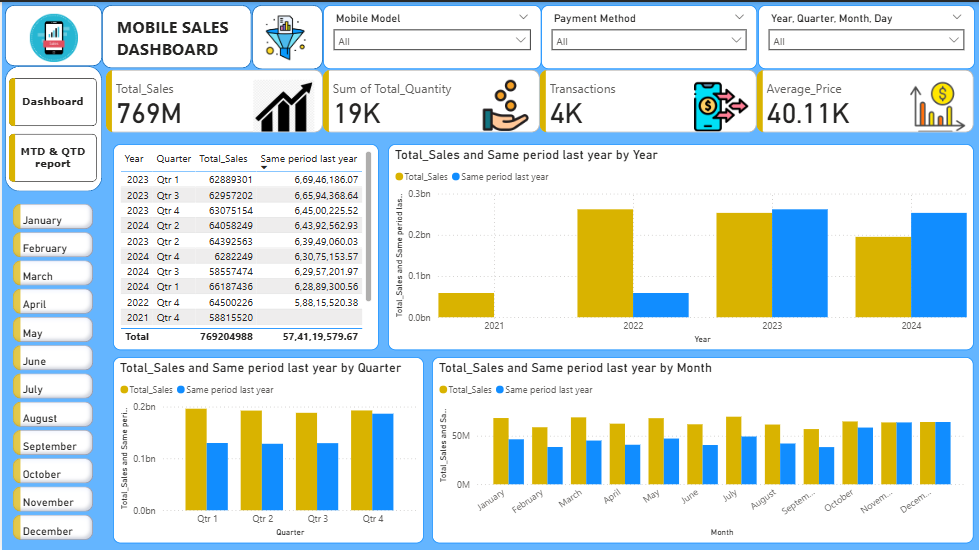 MOBILE SALES
DASHBOARD
Mobile Model
All
Payment Method
All
Year, Quarter, Month, Day
All
Dashboard
MTD & QTD
report
Total_Sales
769M
Sum of Total_Quantity
19K
Transactions
4K
Average_Price
40.11K
January
February
March
April
May
June
July
August
September
October
November
December
Year Quarter Total_Sales Same period last year
2023 Qtr 1 62889301 6,69,46,186.07
2023 Qtr 3 62957202 6,65,94,368.64
2023 Qtr 4 63075154 6,45,00,225.52
2024 Qtr 2 64058249 6,43,92,562.93
2023 Qtr 2 64392563 6,39,49,060.03
2024 Qtr 4 6282249 6,30,75,153.57
2024 Qtr 3 58557474 6,29,57,201.97
2024 Qtr 1 66187436 6,28,89,300.56
2022 Qtr 4 64500226 5,88,15,520.38
2021 Qtr 4 58815520
Total 769204988 57,41,19,579.67
Total_Sales and Same period last year by Year
Total_Sales Same period last year
Total_Sales and Same period las...
0.3bn
0.2bn
0.1bn
0.0bn
2021 2022 2023 2024
Year
Total_Sales and Same period last year by Quarter
Total_Sales Same period last year
Total_Sales and Same peri...
0.2bn
0.1bn
0.0bn
Qtr 1 Qtr 2 Qtr 3 Qtr 4
Quarter
Total_Sales and Same period last year by Month
Total_Sales Same period last year
Total_Sales and Sa...
50M
0M
January February March April May June July August Septem... October Novem... Decem...
Month